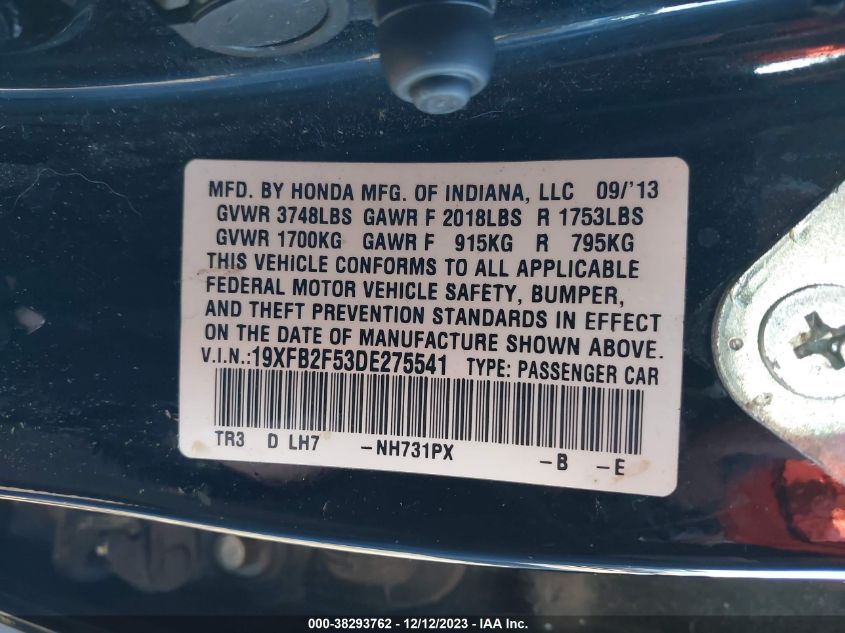 MFD. BY HONDA MFG. OF INDIANA, LLC 09/'13
GVWR 3748LBS GAWR F 2018LBS R 1753LBS
GVWR 1700KG GAWR F 915KG R 795KG
THIS VEHICLE CONFORMS TO ALL APPLICABLE
FEDERAL MOTOR VEHICLE SAFETY, BUMPER,
AND THEFT PREVENTION STANDARDS IN EFFECT
ON THE DATE OF MANUFACTURE SHOWN ABOVE.
V.I.N.:19XFB2F53DE275541 TYPE: PASSENGER CAR
TR3 D LH7 -NH731PX -B -E
000-38293762 - 12/12/2023 - IAA Inc.